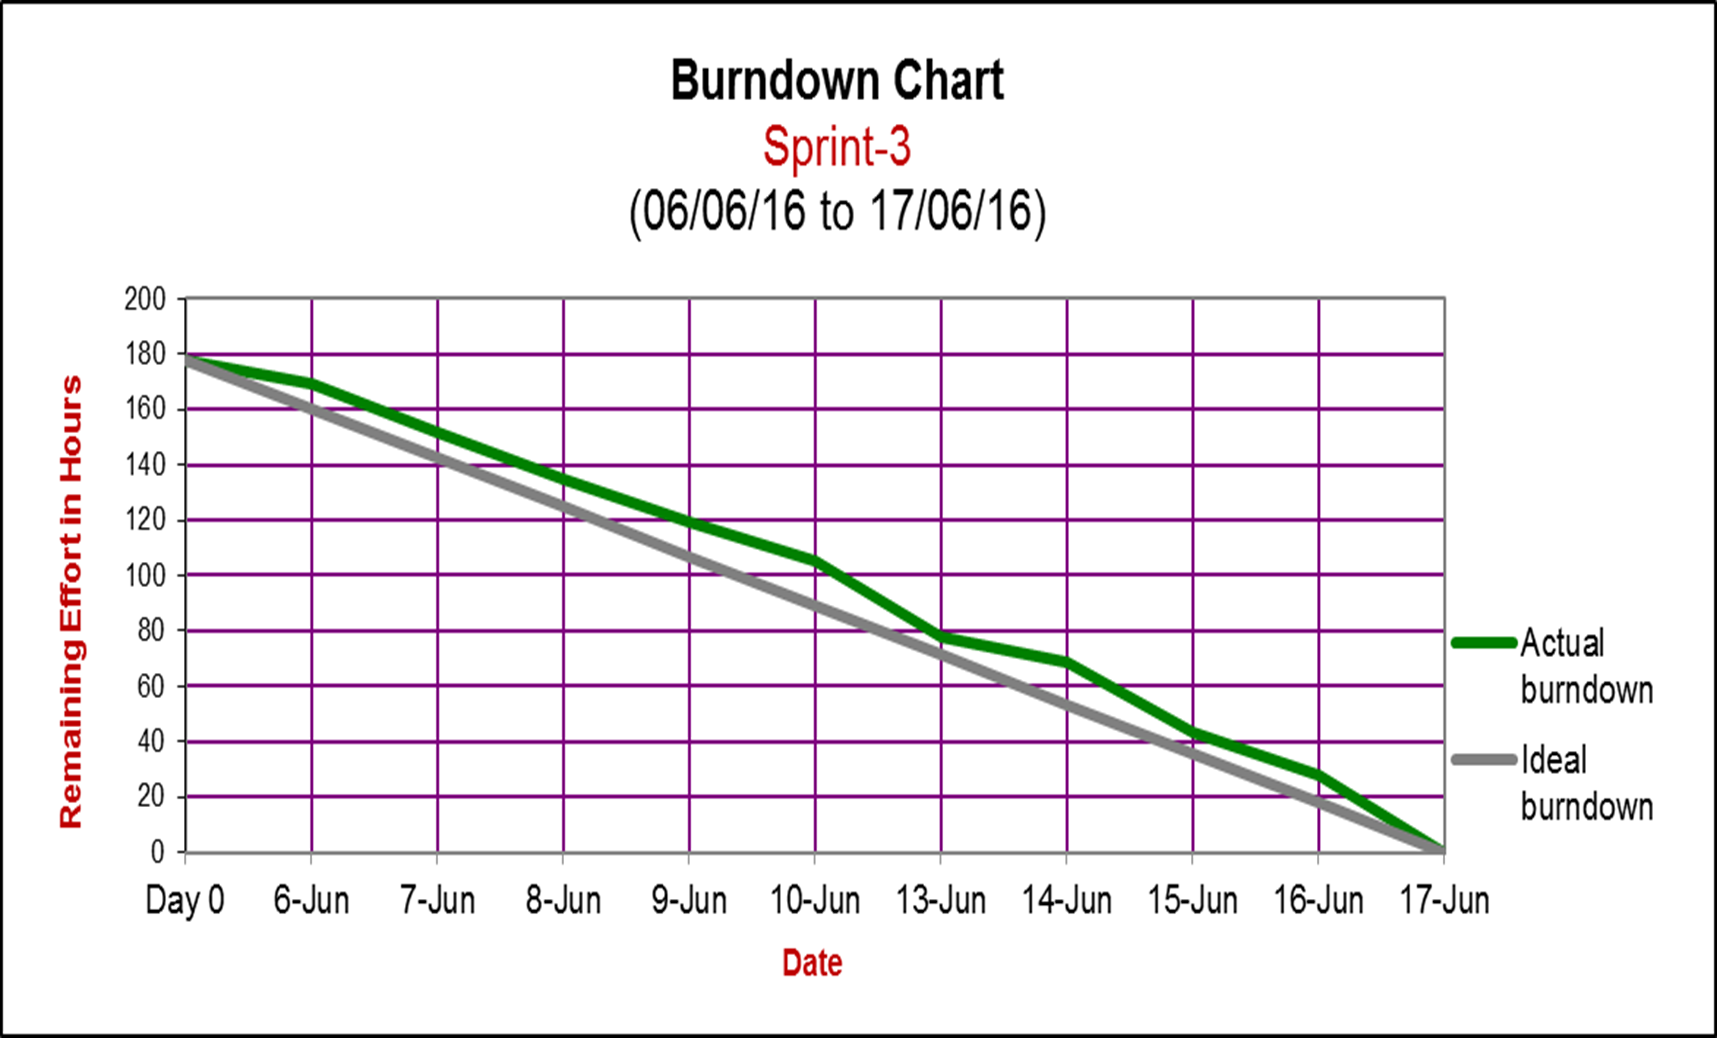 Burndown Chart
Sprint-3
(06/06/16 to 17/06/16)
Remaining Effort in Hours
200
180
160
140
120
100
80
60
40
20
0
Day 0 6-Jun 7-Jun 8-Jun 9-Jun 10-Jun 13-Jun 14-Jun 15-Jun 16-Jun 17-Jun
Date
Actual
burndown
Ideal
burndown